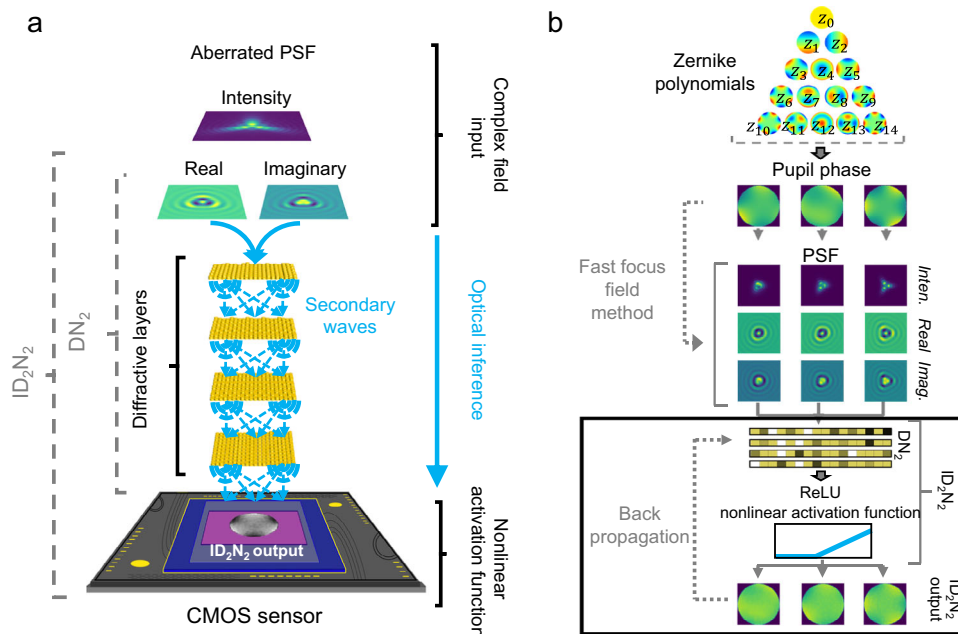 a
Aberrated PSF
Intensity
Real
Imaginary
Complex field
input
Secondary
waves
Optical inference
Diffractive layers
DN₂
ID₂N₂
ID₂N₂ output
Nonlinear
activation function
CMOS sensor
b
Zernike
polynomials
z₀
z₁ z₂
z₃ z₄ z₅
z₆ z₇ z₈ z₉
z₁₀ z₁₁ z₁₂ z₁₃ z₁₄
Pupil phase
Fast focus
field
method
PSF
Inten.
Real
Imag.
DN₂
ID₂N₂
ReLU
nonlinear activation function
Back
propagation
ID₂N₂
output